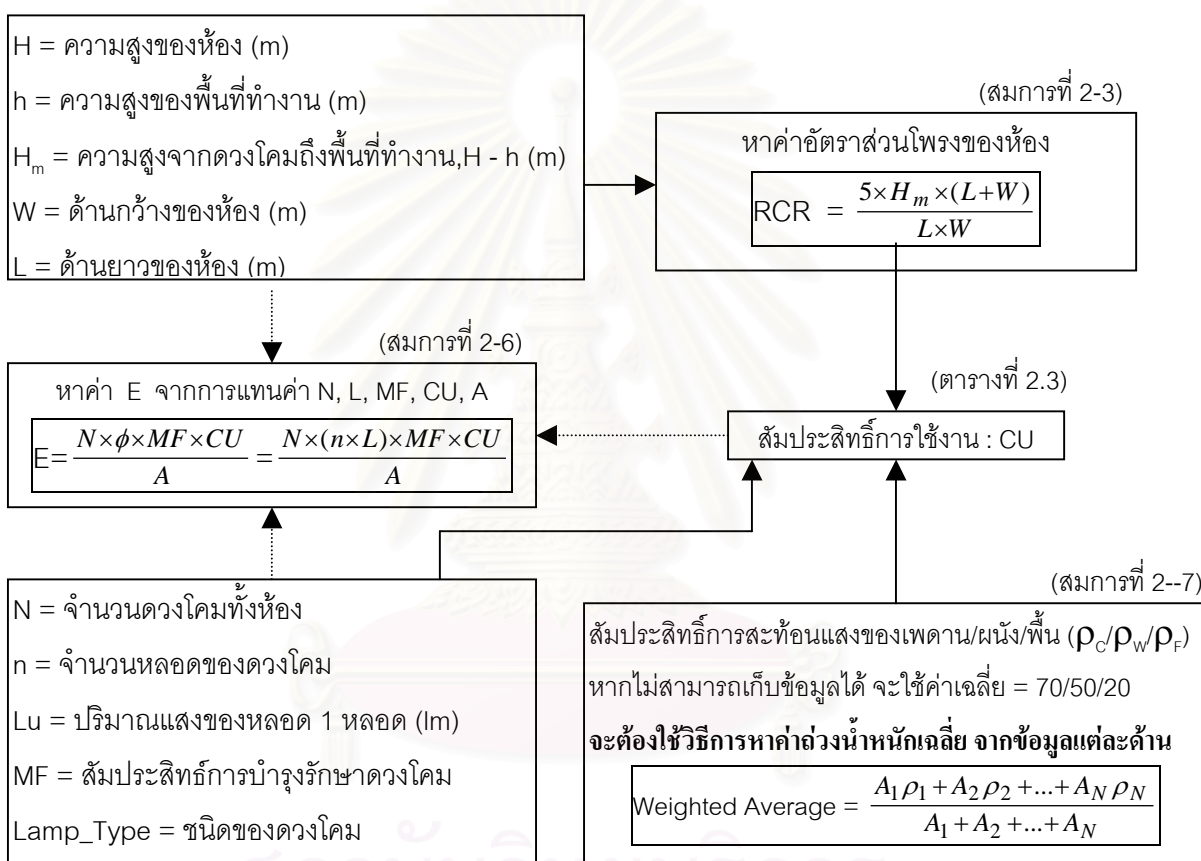 H = ความสูงของห้อง (m)
h = ความสูงของพื้นที่ทำงาน (m)
H_m = ความสูงจากดวงโคมถึงพื้นที่ทำงาน,H - h (m)
W = ด้านกว้างของห้อง (m)
L = ด้านยาวของห้อง (m)
(สมการที่ 2-3)
หาค่าอัตราส่วนโพรงของห้อง
RCR = \frac{5×H_m×(L+W)}{L×W}
(สมการที่ 2-6)
หาค่า E จากการแทนค่า N, L, MF, CU, A
E = \frac{N×ϕ×MF×CU}{A} = \frac{N×(n×L)×MF×CU}{A}
(ตารางที่ 2.3)
สัมประสิทธิ์การใช้งาน : CU
N = จำนวนดวงโคมทั้งห้อง
n = จำนวนหลอดของดวงโคม
Lu = ปริมาณแสงของหลอด 1 หลอด (lm)
MF = สัมประสิทธ์การบำรุงรักษาดวงโคม
Lamp_Type = ชนิดของดวงโคม
(สมการที่ 2--7)
สัมประสิทธิ์การสะท้อนแสงของเพดาน/ผนัง/พื้น (ρ_C/ρ_W/ρ_F)
หากไม่สามารถเก็บข้อมูลได้ จะใช้ค่าเฉลี่ย = 70/50/20
จะต้องใช้วิธีการหาค่าถ่วงน้ำหนักเฉลี่ย จากข้อมูลแต่ละด้าน
Weighted Average = \frac{A_1ρ_1+A_2ρ_2+...+A_Nρ_N}{A_1+A_2+...+A_N}